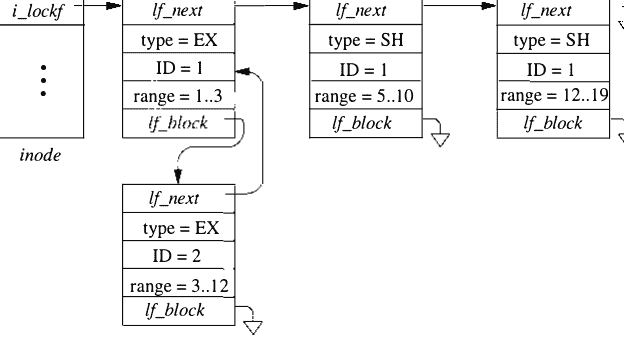 i_lockf
inode
lf_next
type = EX
ID = 1
range = 1..3
lf_block
lf_next
type = SH
ID = 1
range = 5..10
lf_block
lf_next
type = SH
ID = 1
range = 12..19
lf_block
lf_next
type = EX
ID = 2
range = 3..12
lf_block